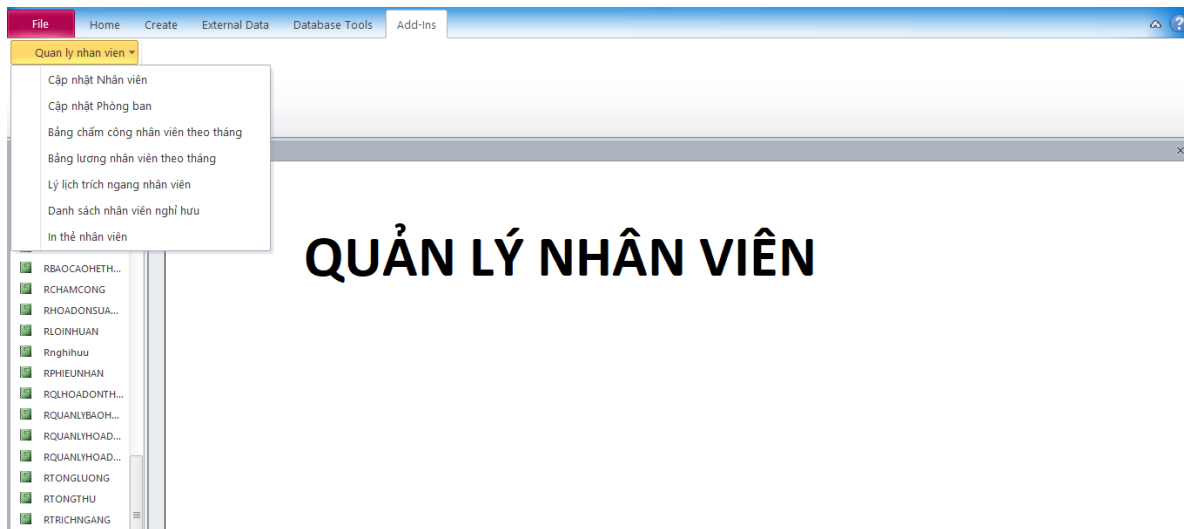 File Home Create External Data Database Tools Add-Ins
Quan ly nhan vien
Cập nhật Nhân viên
Cập nhật Phòng ban
Bảng chấm công nhân viên theo tháng
Bảng lương nhân viên theo tháng
Lý lịch trích ngang nhân viên
Danh sách nhân viên nghỉ hưu
In thẻ nhân viên
QUẢN LÝ NHÂN VIÊN
RBAOCAOHETH...
RCHAMCONG
RHOADONSUA...
RLOINHUAN
Rnghihuu
RPHIEUNHAN
RQLHOADONTH...
RQUANLYBAOH...
RQUANLYHOAD...
RQUANLYHOAD...
RTONGLUONG
RTONGTHU
RTRICHNGANG